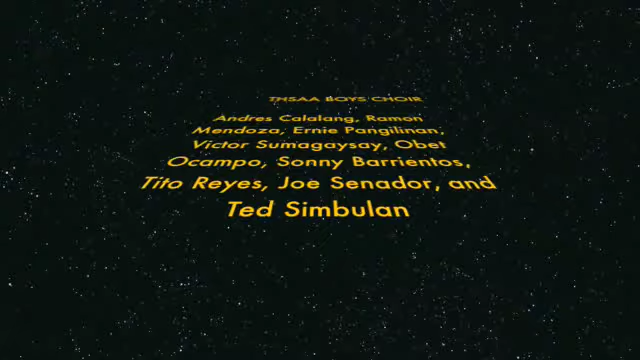 THSAA BOYS CHOIR
Andres Calalang, Ramon
Mendoza, Ernie Pangilinan,
Victor Sumagaysay, Obet
Ocampo, Sonny Barrientos,
Tito Reyes, Joe Senador, and
Ted Simbulan